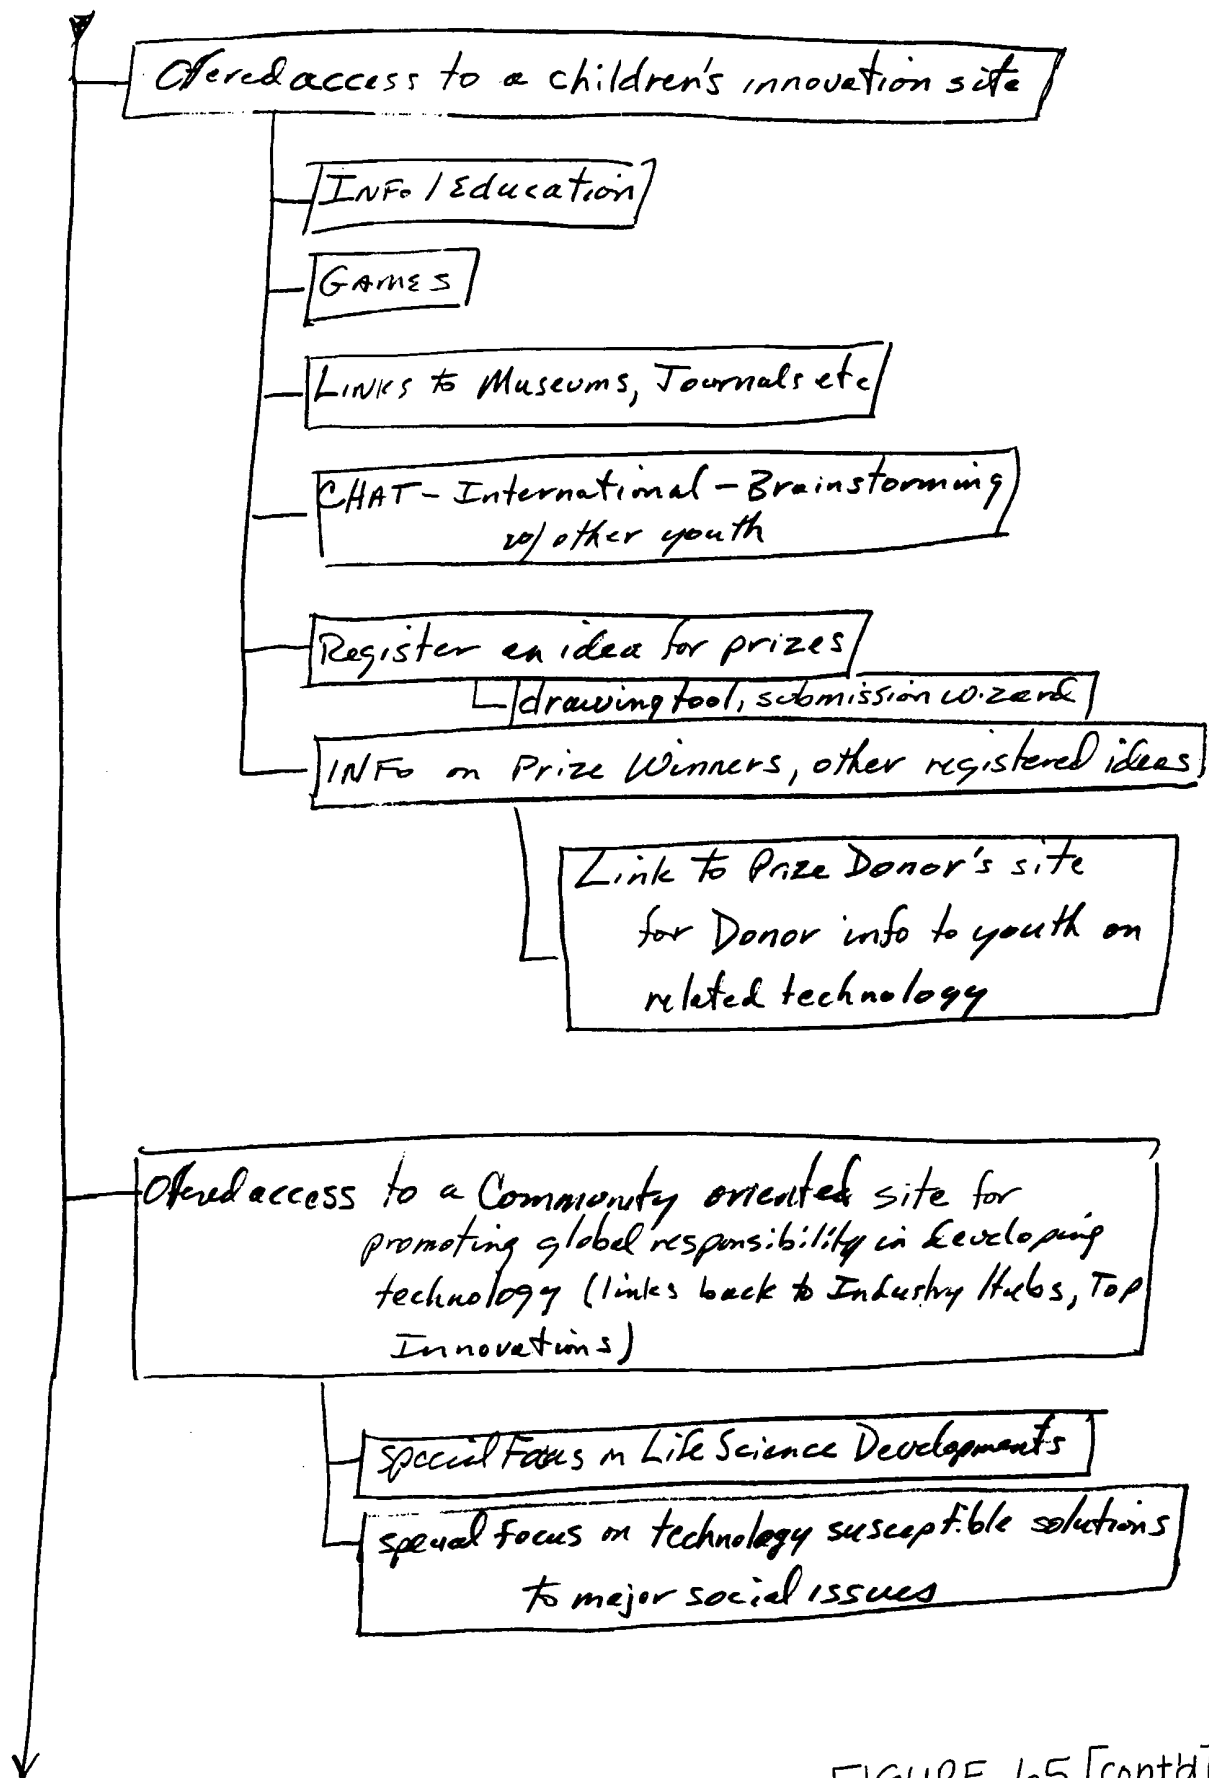 Offered access to a children's innovation site
INFO / Education
GAMES
LINKS to Museums, Journals etc
CHAT - International - Brainstorming
w/ other youth
Register an idea for prizes
drawing tool, submission wizard
INFO on Prize Winners, other registered ideas
Link to Prize Donor's site
for Donor info to youth on
related technology
Offered access to a Community oriented site for
promoting global responsibility in developing
technology (links back to Industry Hubs, Top
Innovations)
special Focus on Life Science Developments
special focus on technology susceptible solutions
to major social issues
FIGURE 65 [cont'd]